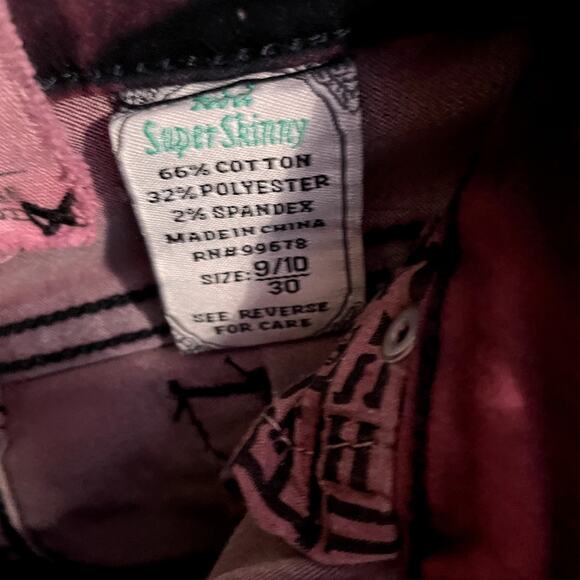 Super Skinny
66% COTTON
32% POLYESTER
2% SPANDEX
MADE IN CHINA
RN#99678
SIZE: 9/10
30
SEE REVERSE
FOR CARE